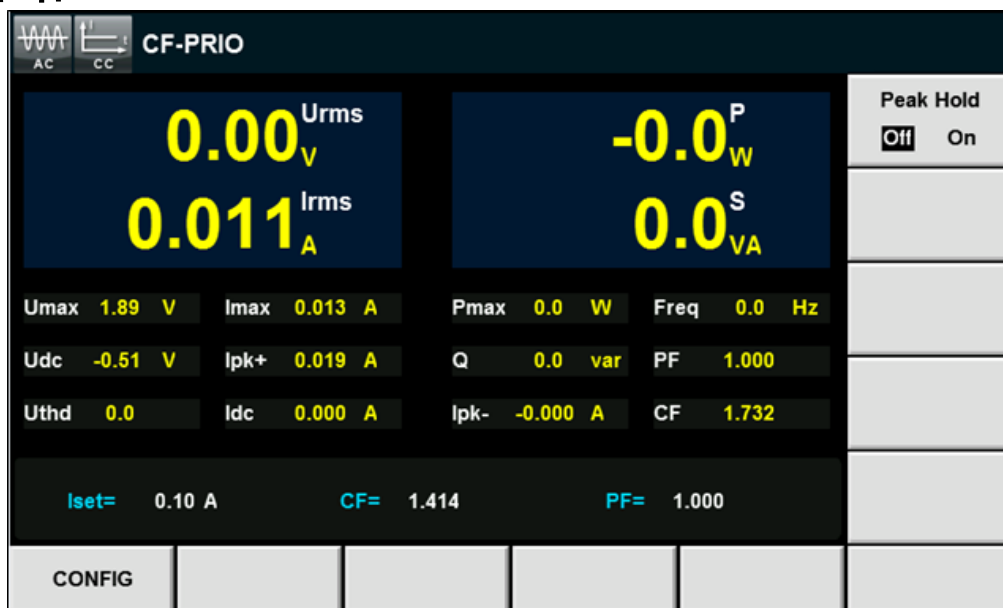 AC CC CF-PRIO
0.00 Urms V
-0.0 P W
Peak Hold
Off On
0.011 Irms A
0.0 S VA
Umax 1.89 V Imax 0.013 A Pmax 0.0 W Freq 0.0 Hz
Udc -0.51 V Ipk+ 0.019 A Q 0.0 var PF 1.000
Uthd 0.0 Idc 0.000 A Ipk- -0.000 A CF 1.732
Iset= 0.10 A CF= 1.414 PF= 1.000
CONFIG